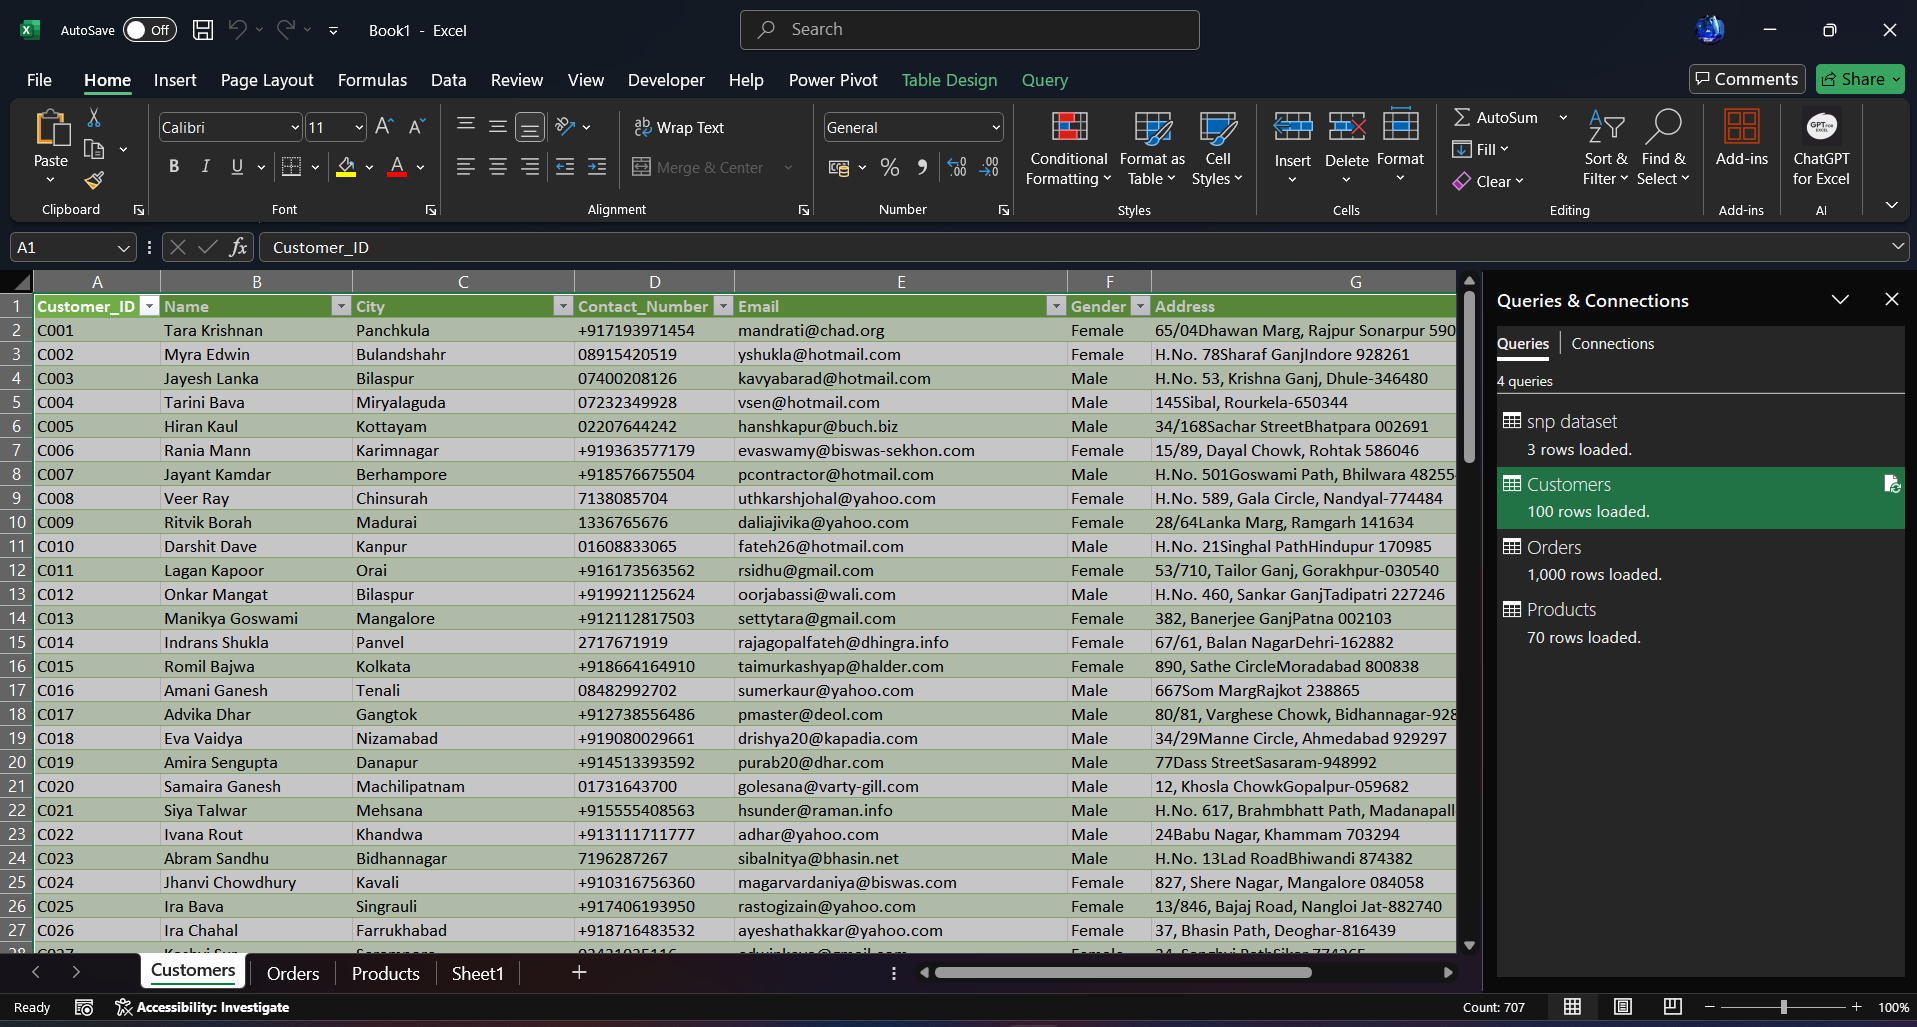 AutoSave Off Book1 - Excel Search
File Home Insert Page Layout Formulas Data Review View Developer Help Power Pivot Table Design Query Comments Share
Paste
Clipboard
Calibri 11
B I U
Font
Wrap Text
Merge & Center
Alignment
General
Number
Conditional Formatting
Format as Table
Cell Styles
Styles
Insert Delete Format
Cells
AutoSum
Fill
Clear
Sort & Filter
Find & Select
Editing
Add-ins
Add-ins
ChatGPT for Excel
AI
A1 fx Customer_ID
A B C D E F G
1 Customer_ID Name City Contact_Number Email Gender Address
2 C001 Tara Krishnan Panchkula +917193971454 mandrati@chad.org Female 65/04Dhawan Marg, Rajpur Sonarpur 590
3 C002 Myra Edwin Bulandshahr 08915420519 yshukla@hotmail.com Female H.No. 78Sharaf GanjIndore 928261
4 C003 Jayesh Lanka Bilaspur 07400208126 kavyabarad@hotmail.com Male H.No. 53, Krishna Ganj, Dhule-346480
5 C004 Tarini Bava Miryalaguda 07232349928 vsen@hotmail.com Male 145Sibal, Rourkela-650344
6 C005 Hiran Kaul Kottayam 02207644242 hanshkapur@buch.biz Male 34/168Sachar StreetBhatpara 002691
7 C006 Rania Mann Karimnagar +919363577179 evaswamy@biswas-sekhon.com Female 15/89, Dayal Chowk, Rohtak 586046
8 C007 Jayant Kamdar Berhampore +918576675504 pcontractor@hotmail.com Male H.No. 501Goswami Path, Bhilwara 48255
9 C008 Veer Ray Chinsurah 7138085704 uthkarshjohal@yahoo.com Female H.No. 589, Gala Circle, Nandyal-774484
10 C009 Ritvik Borah Madurai 1336765676 daliajivika@yahoo.com Female 28/64Lanka Marg, Ramgarh 141634
11 C010 Darshit Dave Kanpur 01608833065 fateh26@hotmail.com Male H.No. 21Singhal PathHindupur 170985
12 C011 Lagan Kapoor Orai +916173563562 rsidhu@gmail.com Female 53/710, Tailor Ganj, Gorakhpur-030540
13 C012 Onkar Mangat Bilaspur +919921125624 oorjabassi@wali.com Male H.No. 460, Sankar GanjTadipatri 227246
14 C013 Manikya Goswami Mangalore +912112817503 settytara@gmail.com Female 382, Banerjee GanjPatna 002103
15 C014 Indrans Shukla Panvel 2717671919 rajagopalfateh@dhingra.info Female 67/61, Balan NagarDehri-162882
16 C015 Romil Bajwa Kolkata +918664164910 taimurkashyap@halder.com Female 890, Sathe CircleMoradabad 800838
17 C016 Amani Ganesh Tenali 08482992702 sumerkaur@yahoo.com Male 667Som MargRajkot 238865
18 C017 Advika Dhar Gangtok +912738556486 pmaster@deol.com Male 80/81, Varghese Chowk, Bidhannagar-928
19 C018 Eva Vaidya Nizamabad +919080029661 drishya20@kapadia.com Male 34/29Manne Circle, Ahmedabad 929297
20 C019 Amira Sengupta Danapur +914513393592 purab20@dhar.com Male 77Dass StreetSasaram-948992
21 C020 Samaira Ganesh Machilipatnam 01731643700 golesana@varty-gill.com Male 12, Khosla ChowkGopalpur-059682
22 C021 Siya Talwar Mehsana +915555408563 hsunder@raman.info Male H.No. 617, Brahmbhatt Path, Madanapall
23 C022 Ivana Rout Khandwa +913111711777 adhar@yahoo.com Male 24Babu Nagar, Khammam 703294
24 C023 Abram Sandhu Bidhannagar 7196287267 sibalnitya@bhasin.net Male H.No. 13Lad RoadBhiwandi 874382
25 C024 Jhanvi Chowdhury Kavali +910316756360 magarvardaniya@biswas.com Female 827, Shere Nagar, Mangalore 084058
26 C025 Ira Bava Singrauli +917406193950 rastogizain@yahoo.com Female 13/846, Bajaj Road, Nangloi Jat-882740
27 C026 Ira Chahal Farrukhabad +918716483532 ayeshathakkar@yahoo.com Female 37, Bhasin Path, Deoghar-816439
Queries & Connections
Queries Connections
4 queries
snp dataset
3 rows loaded.
Customers
100 rows loaded.
Orders
1,000 rows loaded.
Products
70 rows loaded.
Customers Orders Products Sheet1
Ready Accessibility: Investigate Count: 707 100%